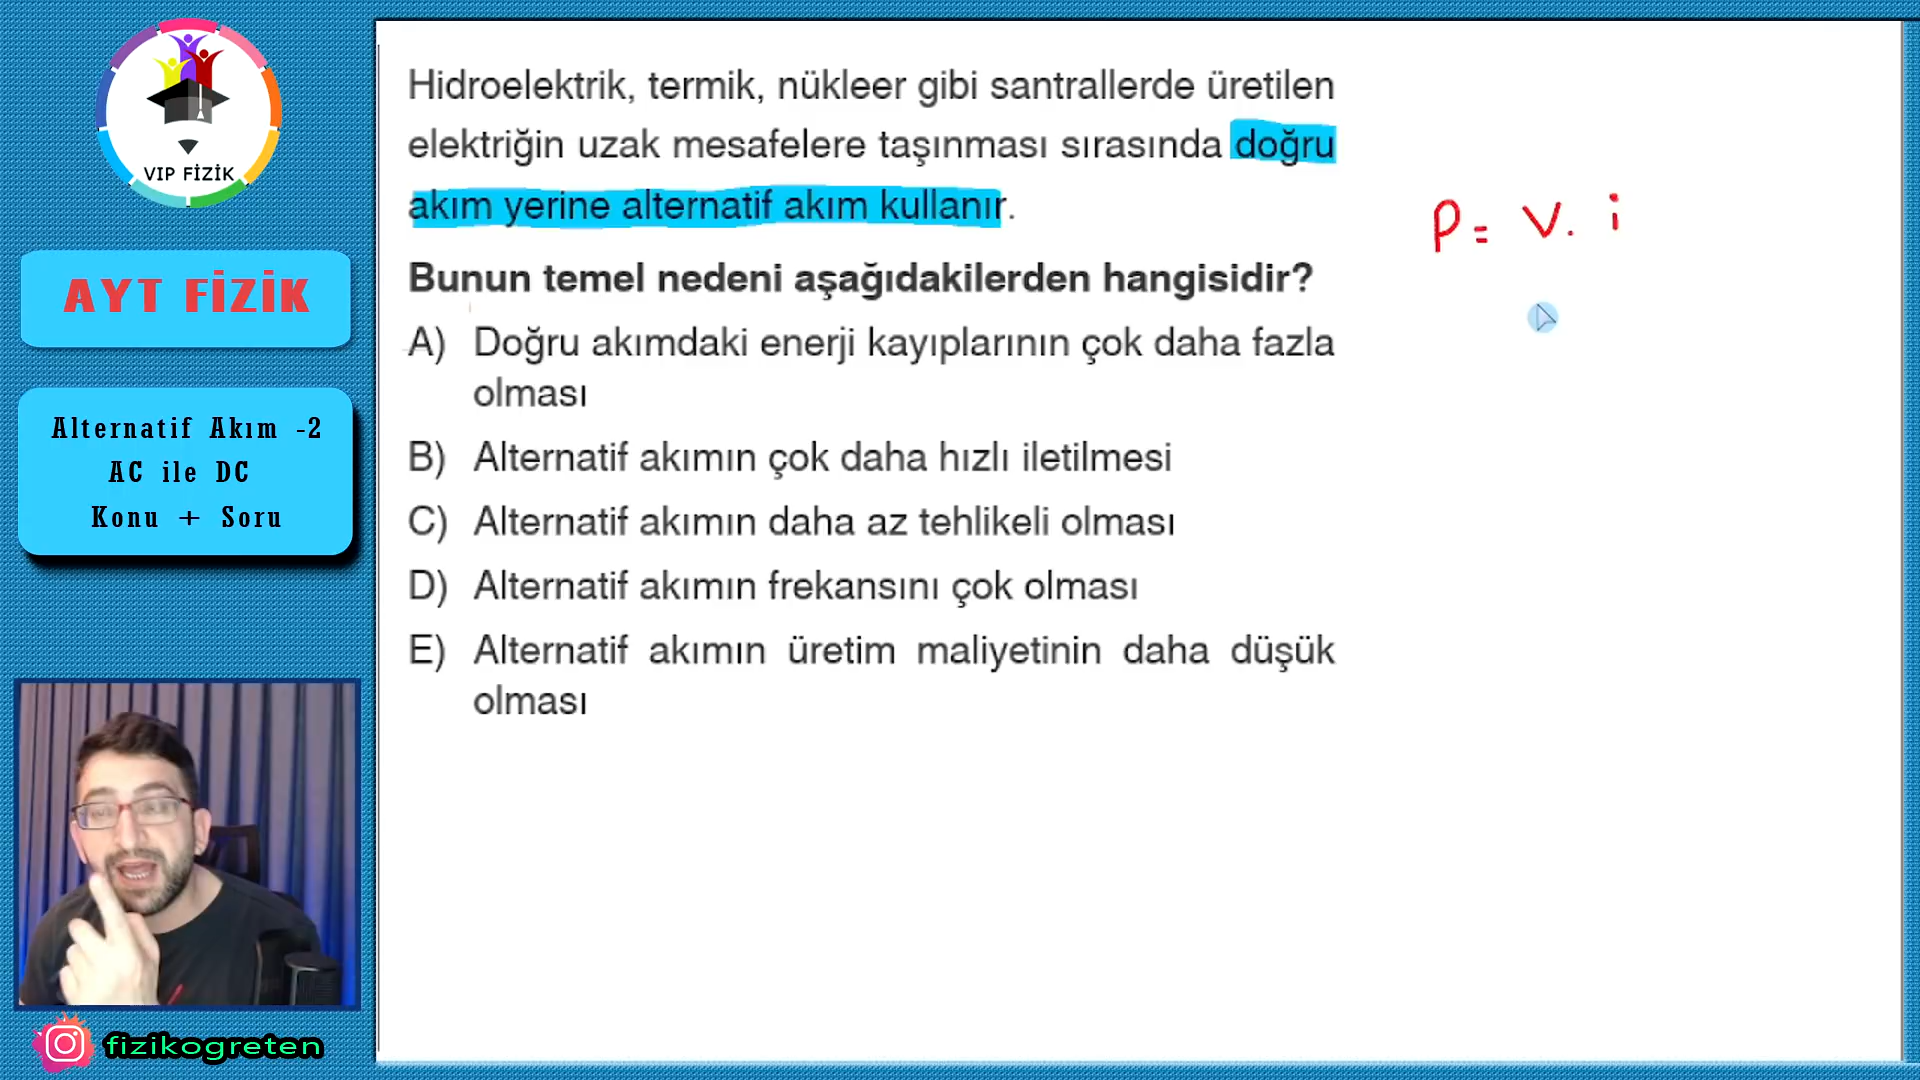 VIP FİZİK
AYT FİZİK
Alternatif Akım -2
AC ile DC
Konu + Soru
fizikogreten
Hidroelektrik, termik, nükleer gibi santrallerde üretilen
elektriğin uzak mesafelere taşınması sırasında doğru
akım yerine alternatif akım kullanır.
Bunun temel nedeni aşağıdakilerden hangisidir?
A) Doğru akımdaki enerji kayıplarının çok daha fazla
olması
B) Alternatif akımın çok daha hızlı iletilmesi
C) Alternatif akımın daha az tehlikeli olması
D) Alternatif akımın frekansını çok olması
E) Alternatif akımın üretim maliyetinin daha düşük
olması
P = V. i